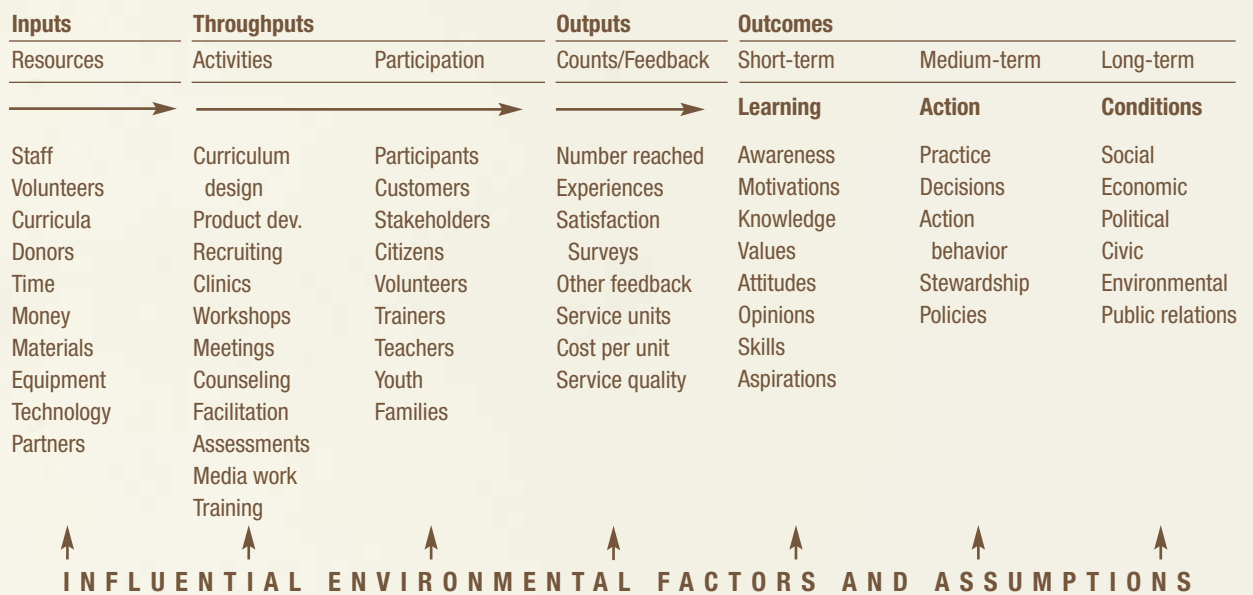 Inputs Throughputs Outputs Outcomes
Resources Activities Participation Counts/Feedback Short-term Medium-term Long-term
Learning Action Conditions
Staff Curriculum Participants Number reached Awareness Practice Social
Volunteers design Customers Experiences Motivations Decisions Economic
Curricula Product dev. Stakeholders Satisfaction Knowledge Action Political
Donors Recruiting Citizens Surveys Values behavior Civic
Time Clinics Volunteers Other feedback Attitudes Stewardship Environmental
Money Workshops Trainers Service units Opinions Policies Public relations
Materials Meetings Teachers Cost per unit Skills
Equipment Counseling Youth Service quality Aspirations
Technology Facilitation Families
Partners Assessments
Media work
Training
INFLUENTIAL ENVIRONMENTAL FACTORS AND ASSUMPTIONS